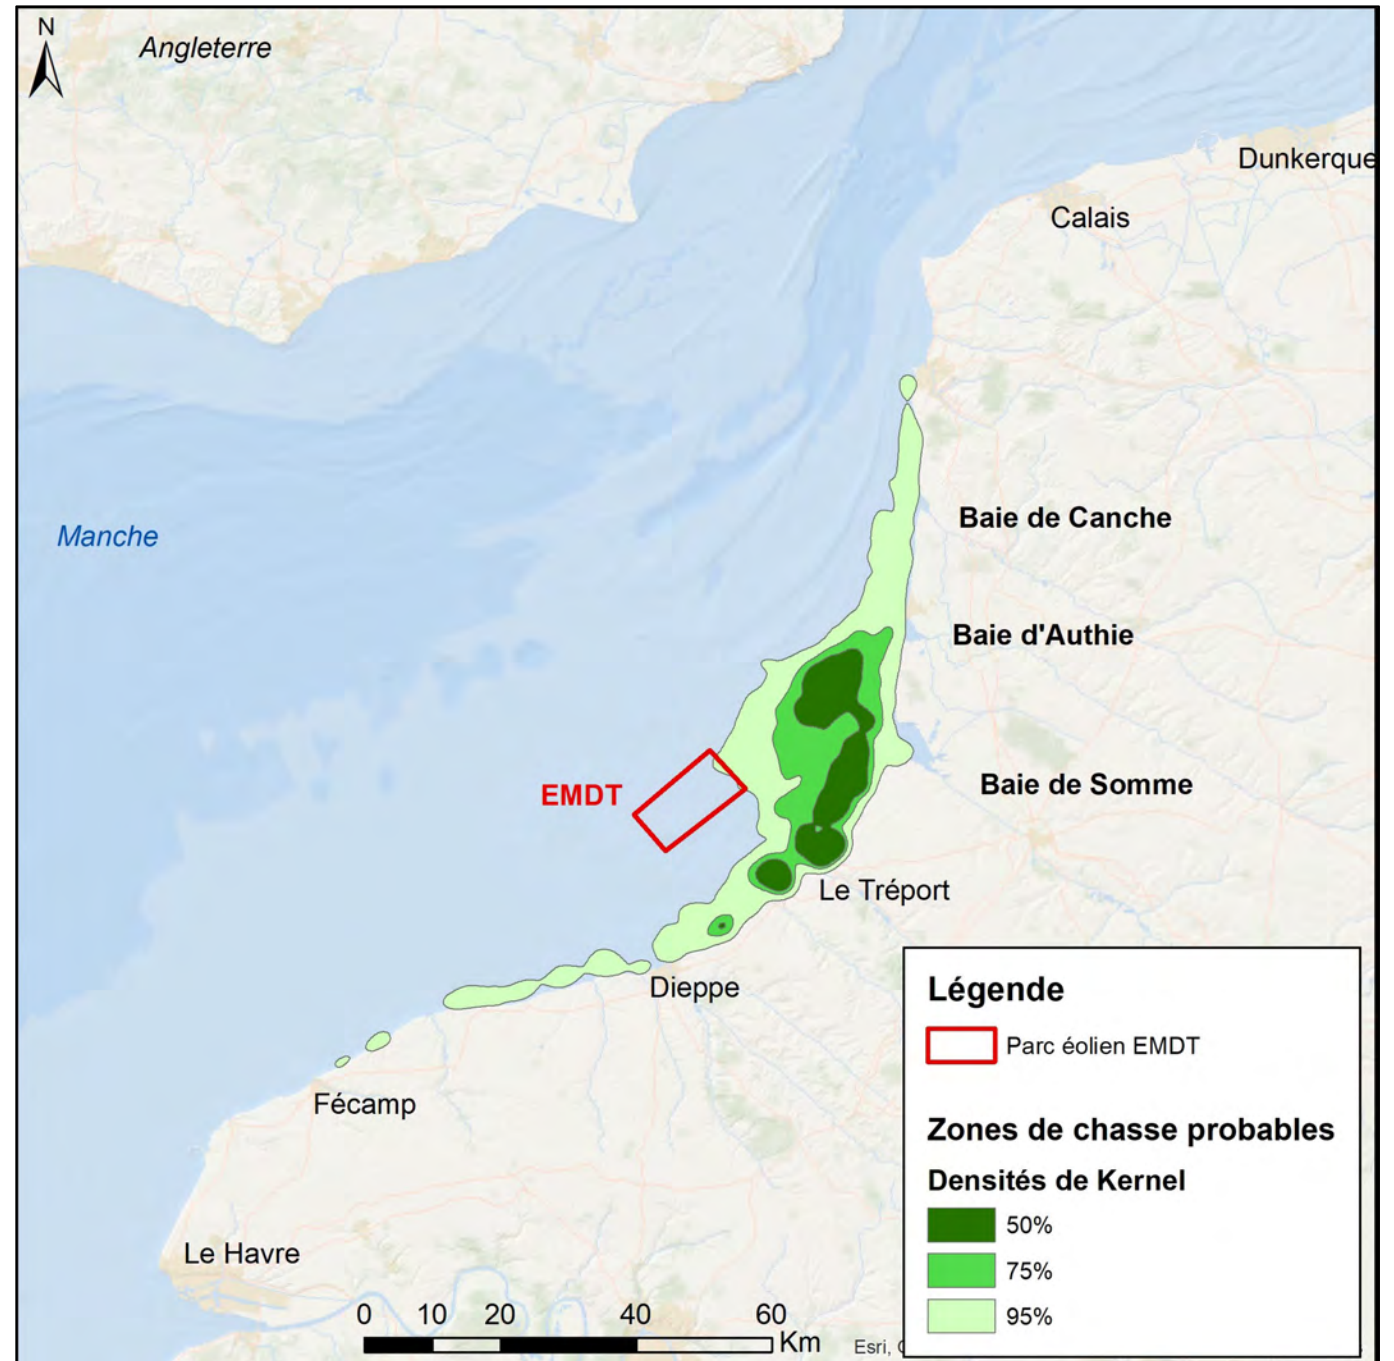 N
Angleterre
Dunkerque
Calais
Manche
Baie de Canche
Baie d'Authie
EMDT
Baie de Somme
Le Tréport
Dieppe
Fécamp
Le Havre
Légende
Parc éolien EMDT
Zones de chasse probables
Densités de Kernel
50%
75%
95%
0 10 20 40 60
Km
Esri,